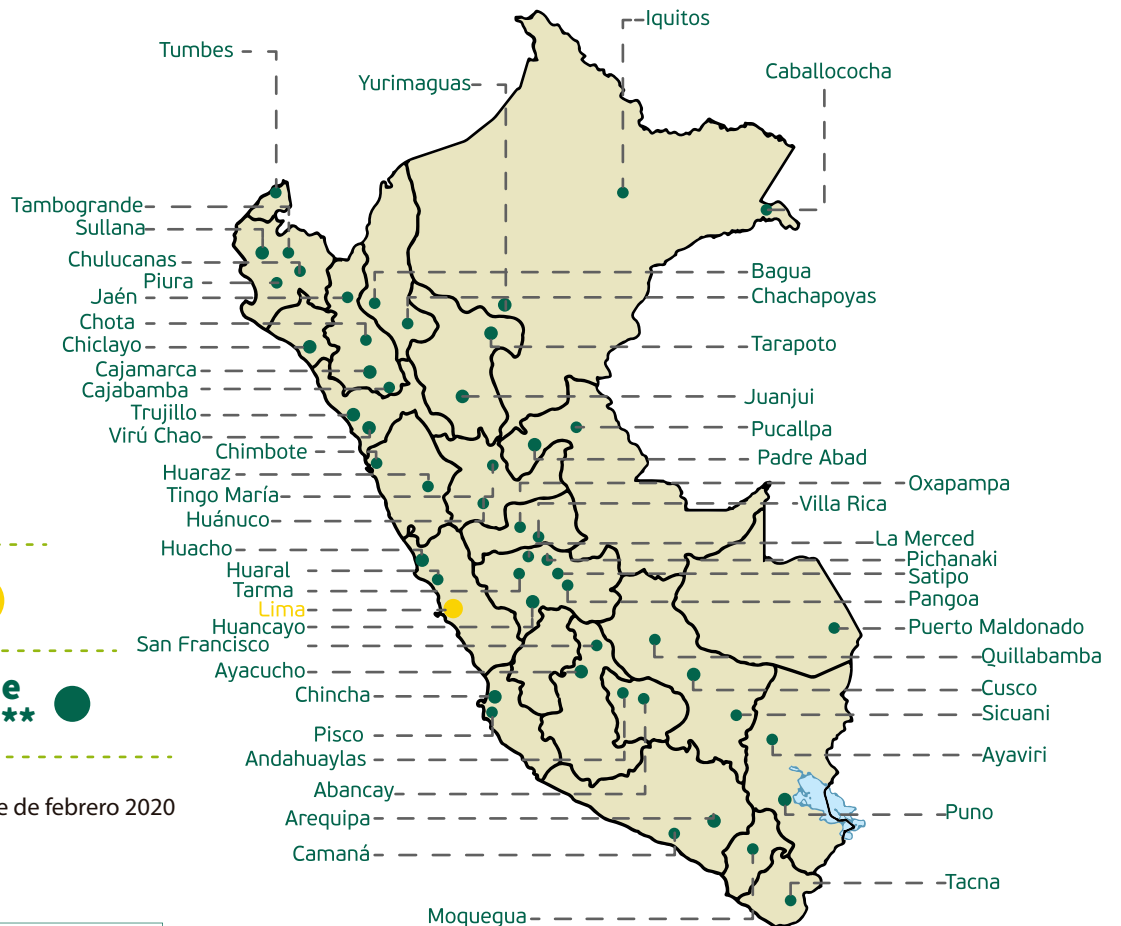 Iquitos
Tumbes
Caballococha
Yurimaguas
Tambogrande
Sullana
Chulucanas
Piura
Jaén
Chota
Chiclayo
Cajamarca
Cajabamba
Trujillo
Virú Chao
Chimbote
Huaraz
Tingo María
Huánuco
Huacho
Huaral
Tarma
Lima
Huancayo
San Francisco
Ayacucho
Chincha
Pisco
Andahuaylas
Abancay
Arequipa
Camaná
Moquegua
Bagua
Chachapoyas
Tarapoto
Juanjui
Pucallpa
Padre Abad
Oxapampa
Villa Rica
La Merced
Pichanaki
Satipo
Pangoa
Puerto Maldonado
Quillabamba
Cusco
Sicuani
Ayaviri
Puno
Tacna
e
**
e de febrero 2020